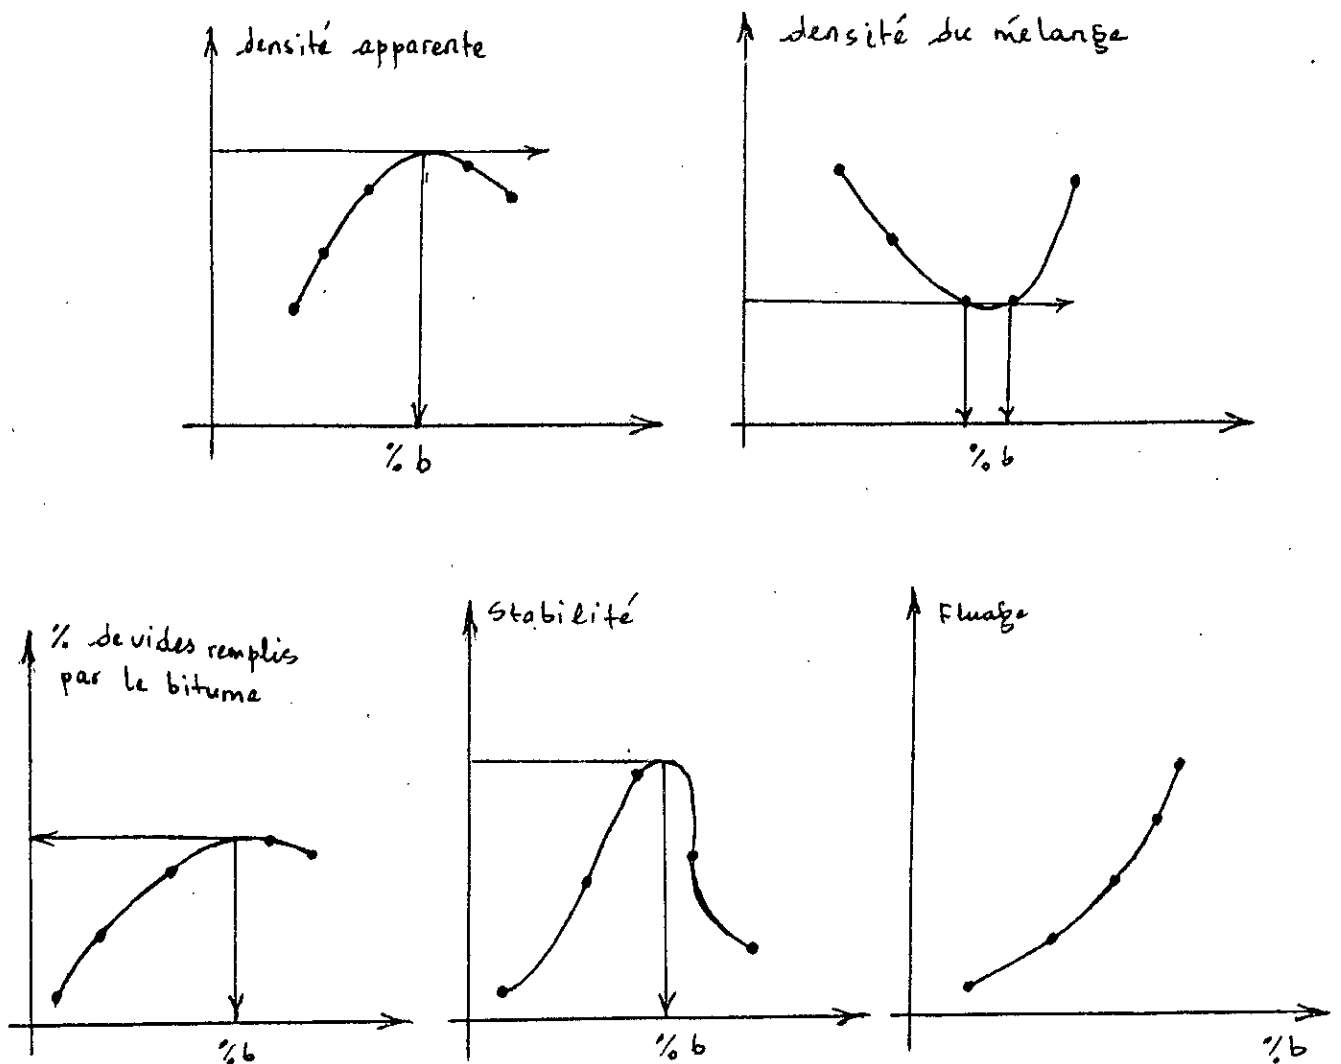 densité apparente
densité du mélange
% b
% b
% de vides remplis
par le bitume
Stabilité
Fluage
% b
% b
% b